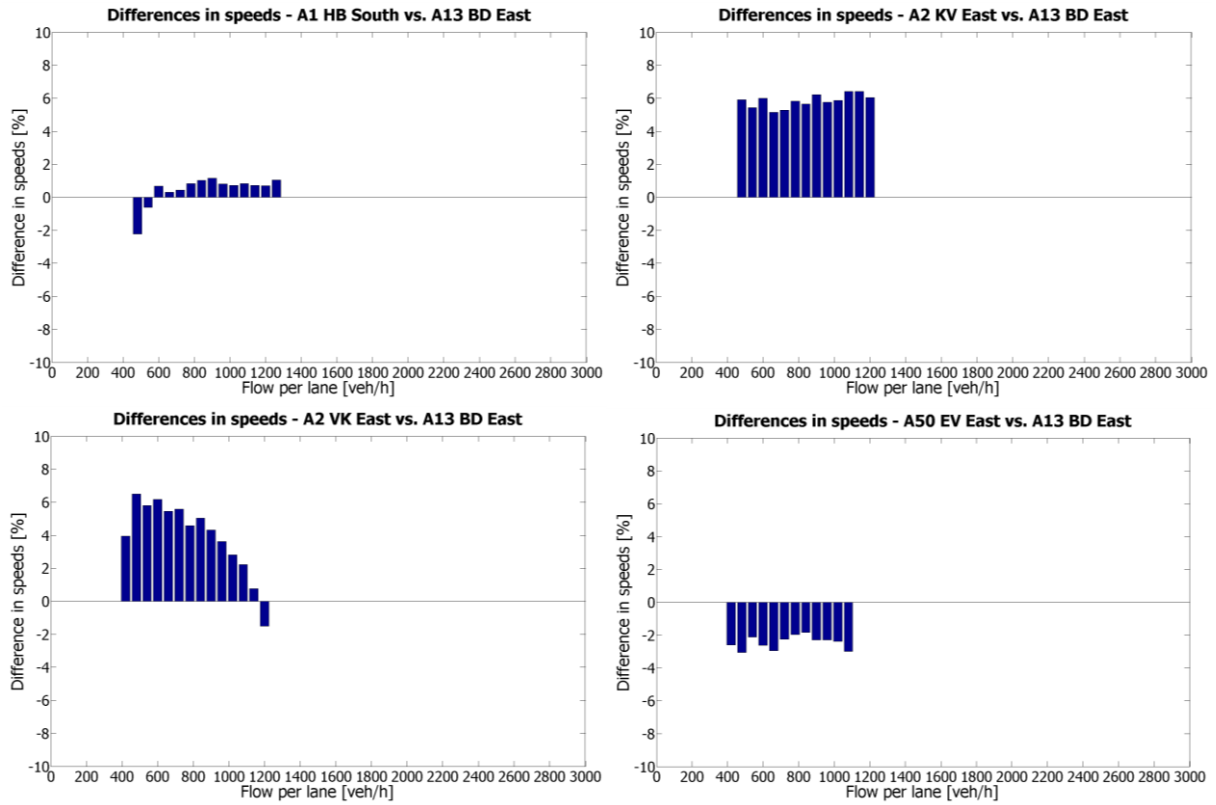 Differences in speeds - A1 HB South vs. A13 BD East
10
8
6
4
2
0
-2
-4
-6
-8
-10
Difference in speeds [%]
0 200 400 600 800 1000 1200 1400 1600 1800 2000 2200 2400 2600 2800 3000
Flow per lane [veh/h]
Differences in speeds - A2 KV East vs. A13 BD East
10
8
6
4
2
0
-2
-4
-6
-8
-10
Difference in speeds [%]
0 200 400 600 800 1000 1200 1400 1600 1800 2000 2200 2400 2600 2800 3000
Flow per lane [veh/h]
Differences in speeds - A2 VK East vs. A13 BD East
10
8
6
4
2
0
-2
-4
-6
-8
-10
Difference in speeds [%]
0 200 400 600 800 1000 1200 1400 1600 1800 2000 2200 2400 2600 2800 3000
Flow per lane [veh/h]
Differences in speeds - A50 EV East vs. A13 BD East
10
8
6
4
2
0
-2
-4
-6
-8
-10
Difference in speeds [%]
0 200 400 600 800 1000 1200 1400 1600 1800 2000 2200 2400 2600 2800 3000
Flow per lane [veh/h]